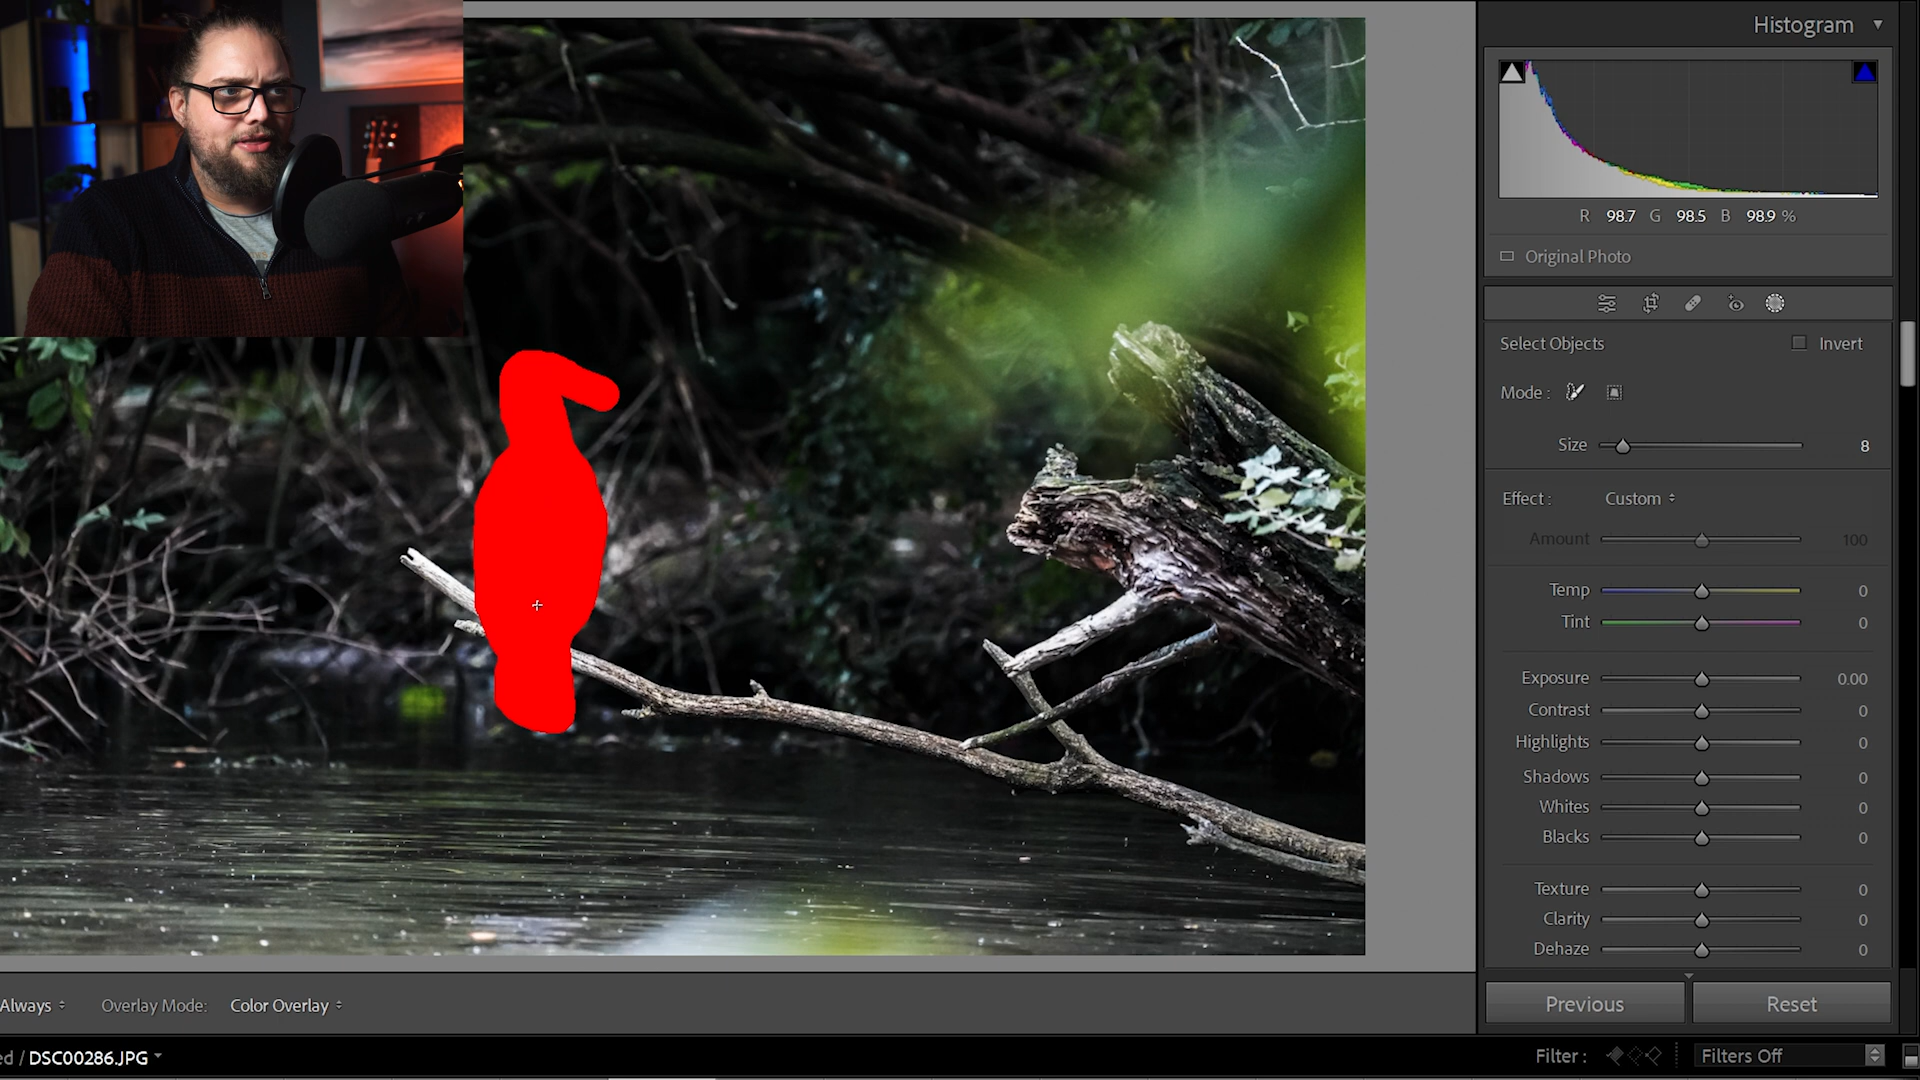 Histogram
R 98.7 G 98.5 B 98.9 %
Original Photo
Select Objects
Invert
Mode :
Size 8
Effect : Custom
Amount 100
Temp 0
Tint 0
Exposure 0.00
Contrast 0
Highlights 0
Shadows 0
Whites 0
Blacks 0
Texture 0
Clarity 0
Dehaze 0
Previous Reset
Always Overlay Mode: Color Overlay
ed / DSC00286.JPG
Filter : Filters Off